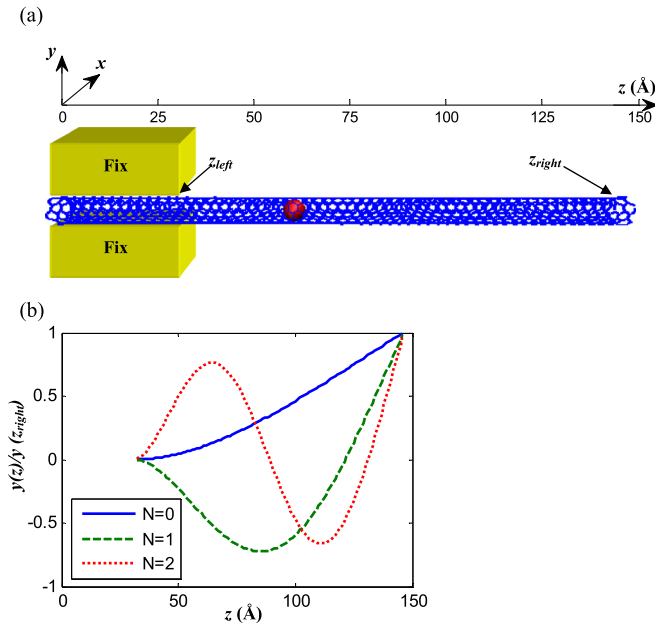 (a)
y
x
z (Å)
0 25 50 75 100 125 150
Fix
z_left
z_right
Fix
(b)
1
0.5
0
-0.5
-1
y(z)/y (z_right)
N=0
N=1
N=2
0 50 100 150
z (Å)